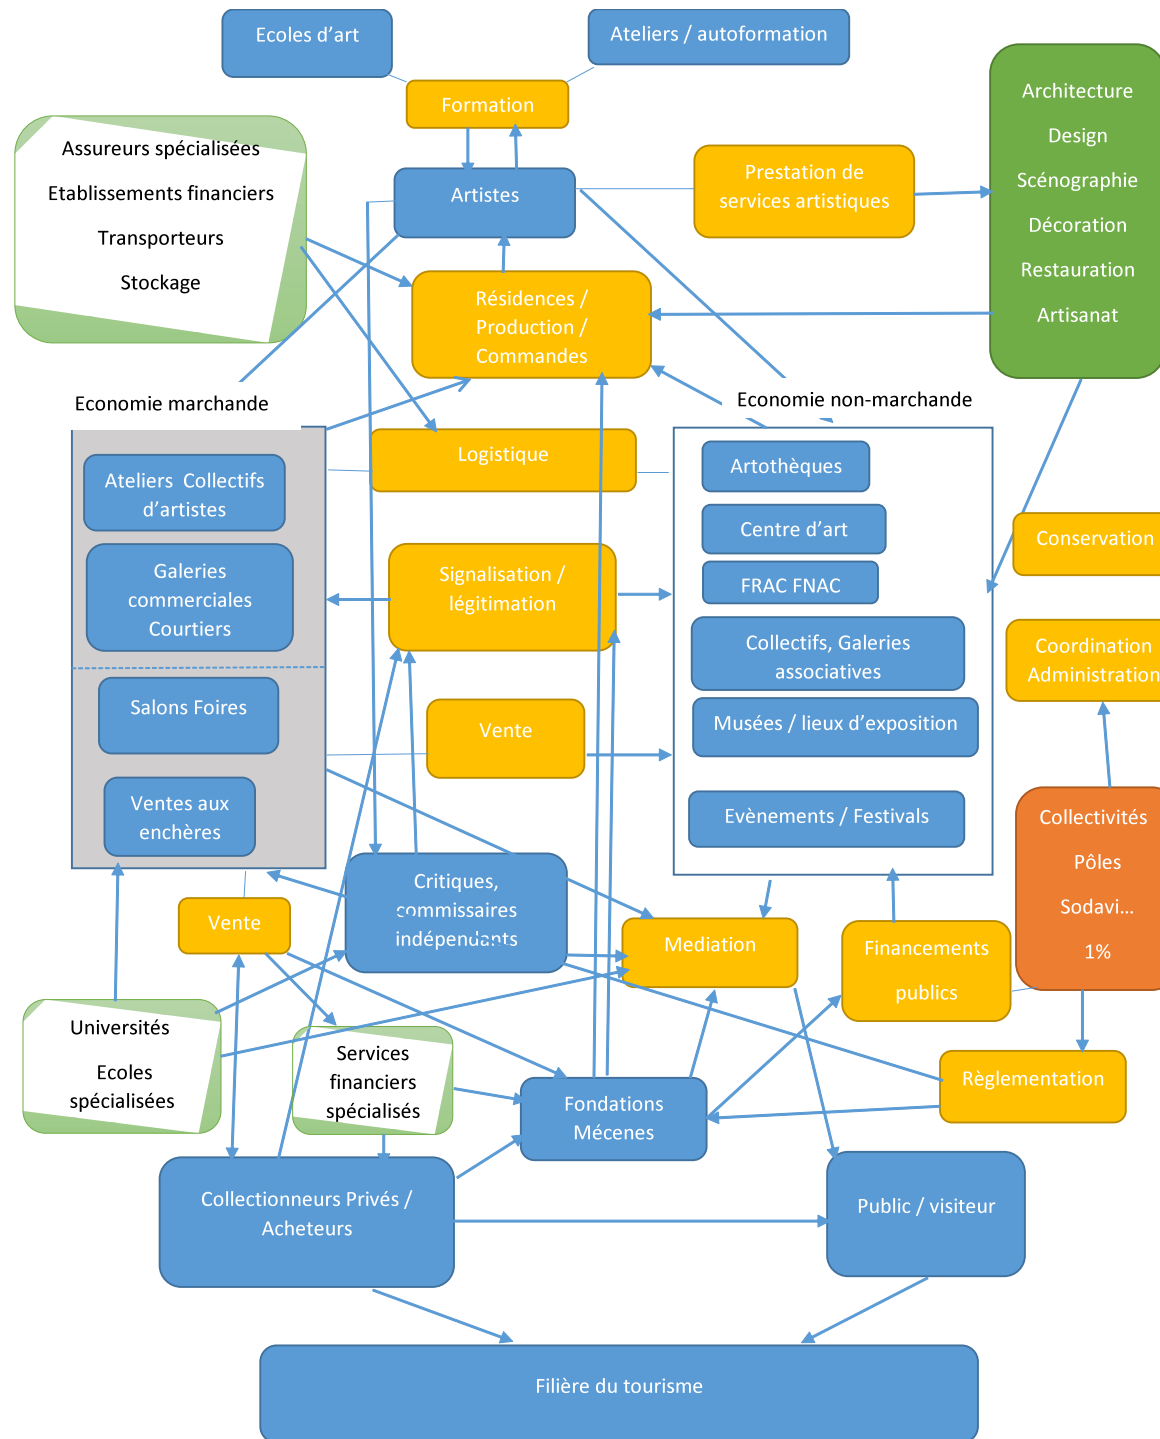 Ecoles d’art
Ateliers / autoformation
Formation
Architecture
Design
Scénographie
Décoration
Restauration
Artisanat
Assureurs spécialisées
Etablissements financiers
Transporteurs
Stockage
Artistes
Prestation de
services artistiques
Résidences /
Production /
Commandes
Economie marchande
Economie non-marchande
Logistique
Ateliers  Collectifs
d’artistes
Galeries
commerciales
Courtiers
Salons Foires
Ventes aux
enchères
Signalisation /
légitimation
Vente
Artothèques
Centre d’art
FRAC FNAC
Collectifs, Galeries
associatives
Musées / lieux d’exposition
Evènements / Festivals
Conservation
Coordination
Administration
Collectivités
Pôles
Sodavi…
1%
Critiques,
commissaires
indépendants
Vente
Mediation
Financements
publics
Universités
Ecoles
spécialisées
Services
financiers
spécialisés
Fondations
Mécenes
Règlementation
Collectionneurs Privés /
Acheteurs
Public / visiteur
Filière du tourisme